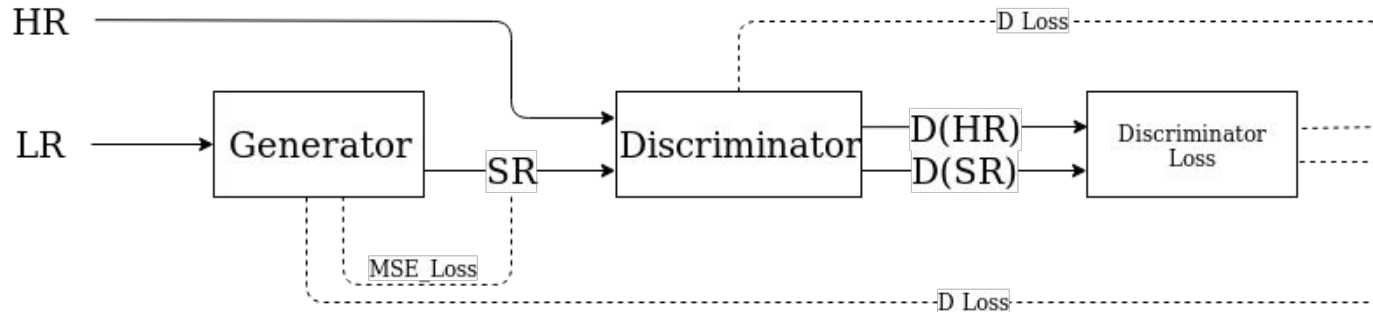 HR
D Loss
LR
Generator
SR
Discriminator
D(HR)
D(SR)
Discriminator
Loss
MSE_Loss
D Loss